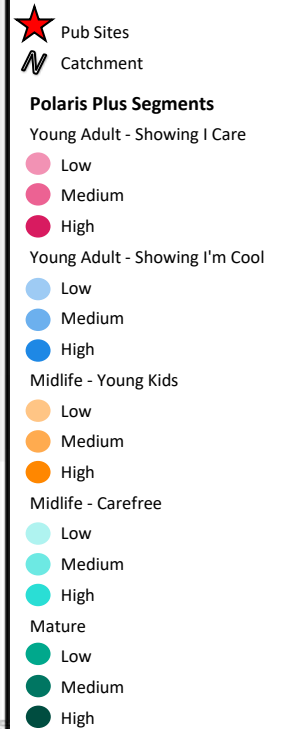 Pub Sites
Catchment
Polaris Plus Segments
Young Adult - Showing I Care
Low
Medium
High
Young Adult - Showing I'm Cool
Low
Medium
High
Midlife - Young Kids
Low
Medium
High
Midlife - Carefree
Low
Medium
High
Mature
Low
Medium
High